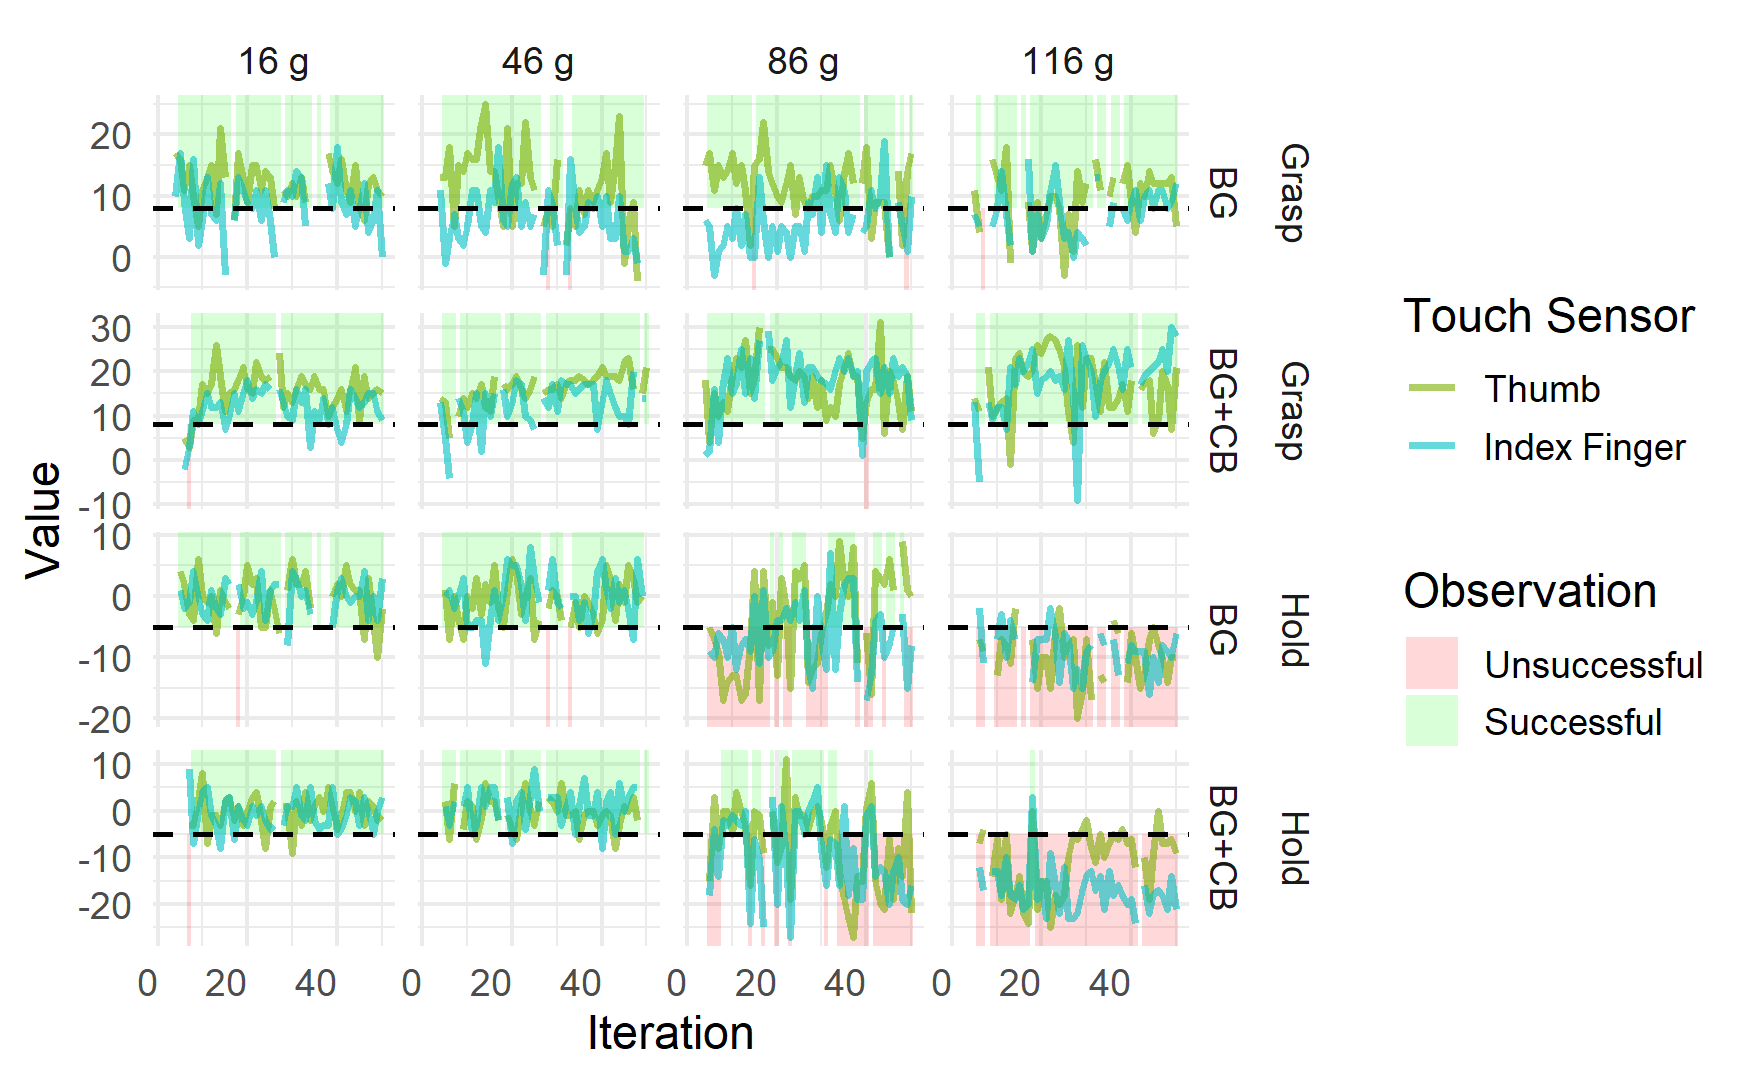 16 g 46 g 86 g 116 g
20
10
0
BG Grasp
30
20
10
0
-10
BG+CB Grasp
10
0
-10
-20
BG Hold
10
0
-10
-20
BG+CB Hold
0 20 40 0 20 40 0 20 40 0 20 40
Iteration
Value
Touch Sensor
Thumb
Index Finger
Observation
Unsuccessful
Successful